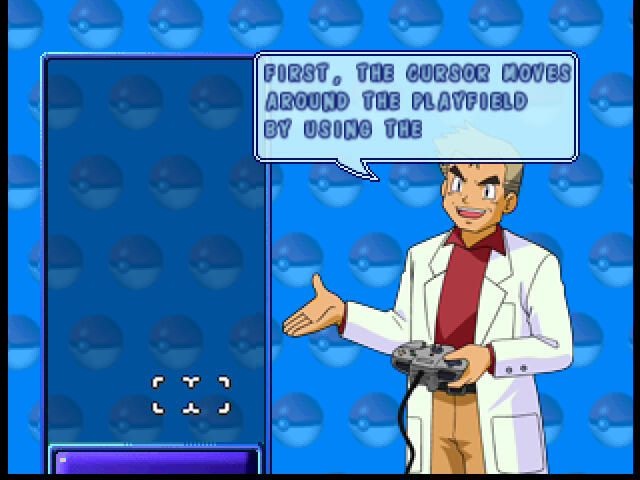 FIRST, THE CURSOR MOVES
AROUND THE PLAYFIELD
BY USING THE